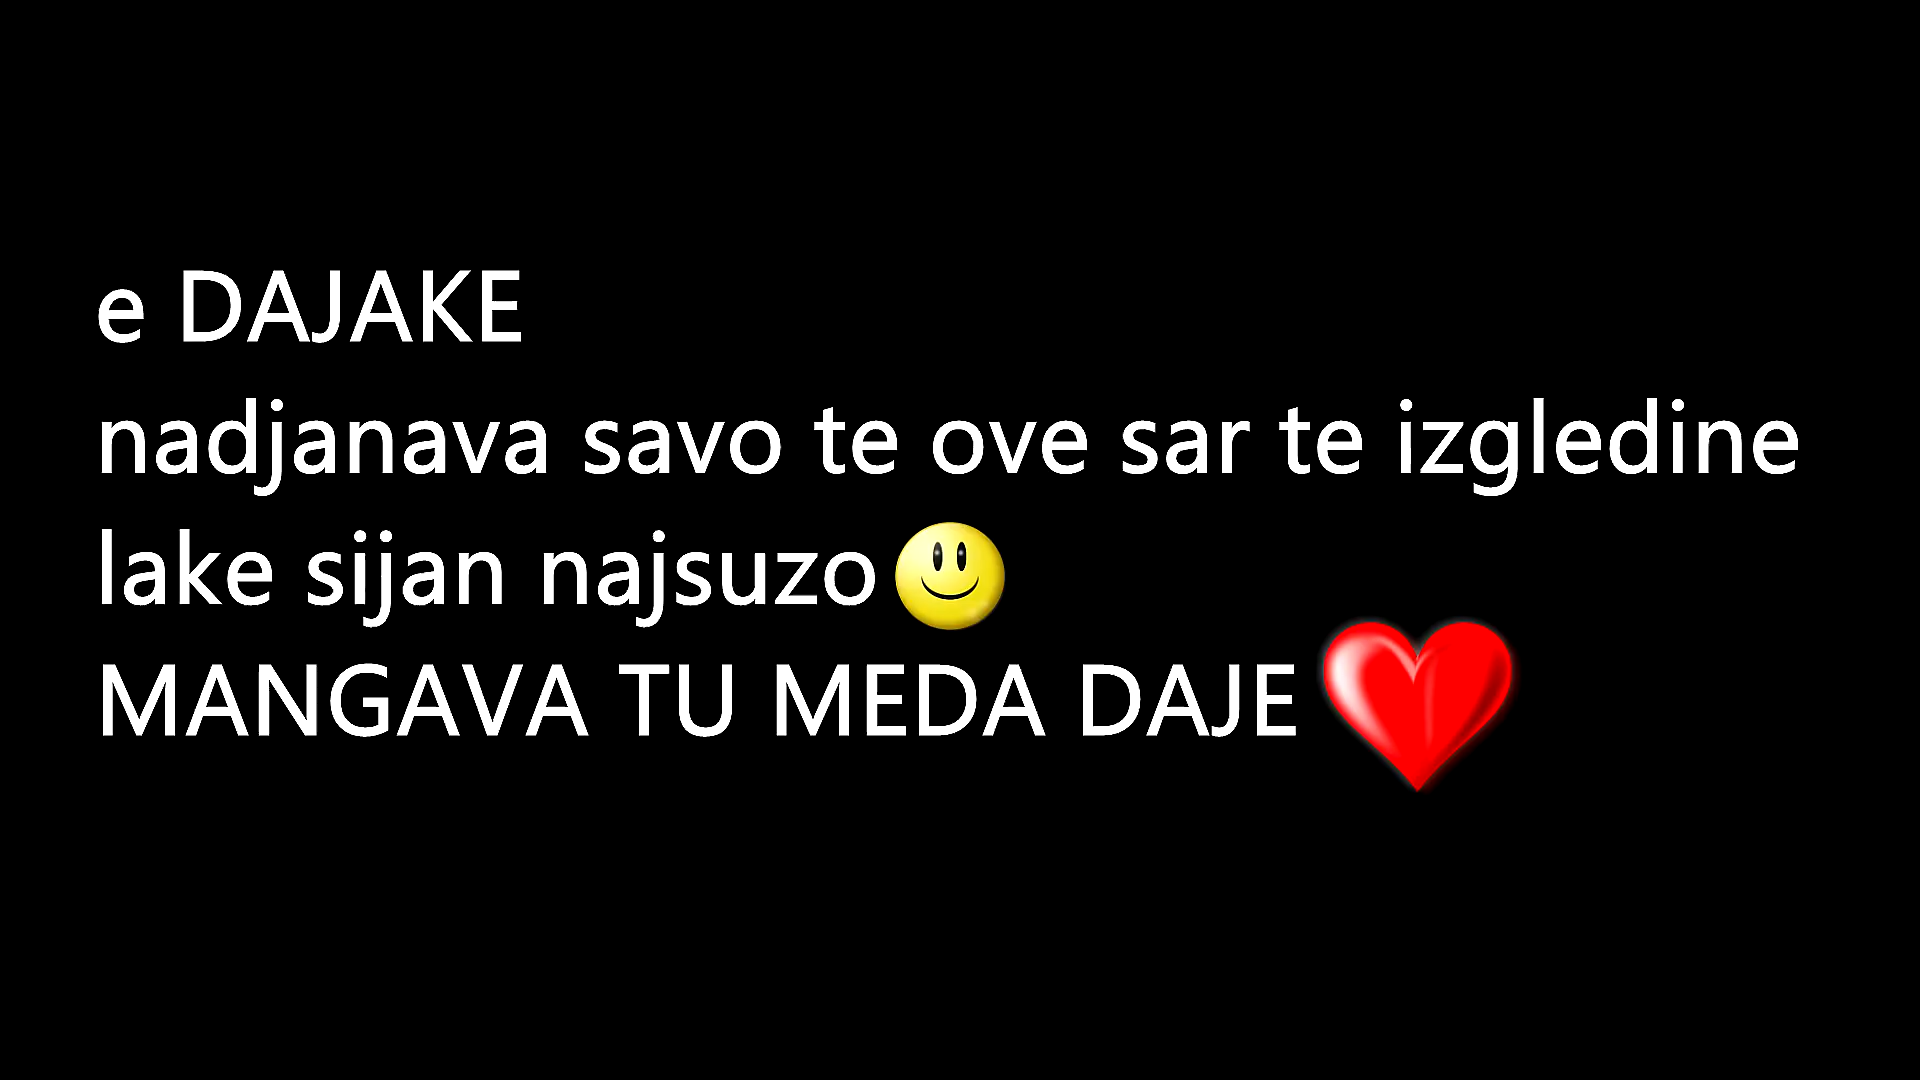 e DAJAKE
nadjanava savo te ove sar te izgledine
lake sijan najsuzo
MANGAVA TU MEDA DAJE